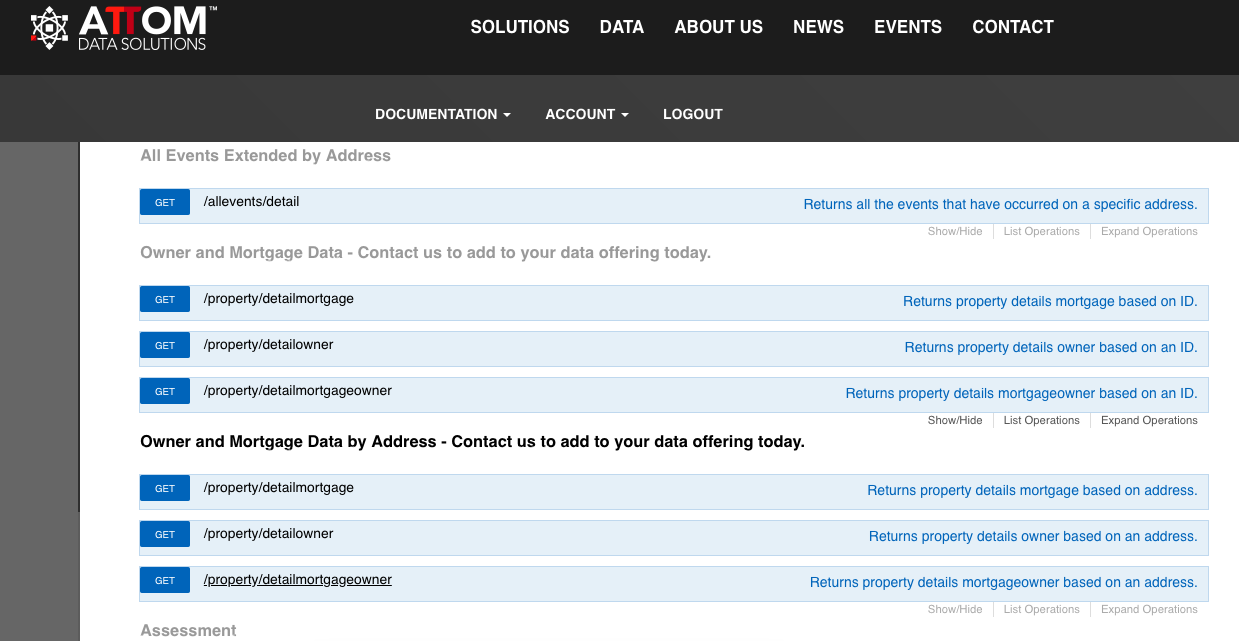 ATTOM™
DATA SOLUTIONS
SOLUTIONS DATA ABOUT US NEWS EVENTS CONTACT
DOCUMENTATION ACCOUNT LOGOUT
All Events Extended by Address
GET /allevents/detail Returns all the events that have occurred on a specific address.
Show/Hide List Operations Expand Operations
Owner and Mortgage Data - Contact us to add to your data offering today.
GET /property/detailmortgage Returns property details mortgage based on ID.
GET /property/detailowner Returns property details owner based on an ID.
GET /property/detailmortgageowner Returns property details mortgageowner based on an ID.
Show/Hide List Operations Expand Operations
Owner and Mortgage Data by Address - Contact us to add to your data offering today.
GET /property/detailmortgage Returns property details mortgage based on address.
GET /property/detailowner Returns property details owner based on an address.
GET /property/detailmortgageowner Returns property details mortgageowner based on an address.
Show/Hide List Operations Expand Operations
Assessment